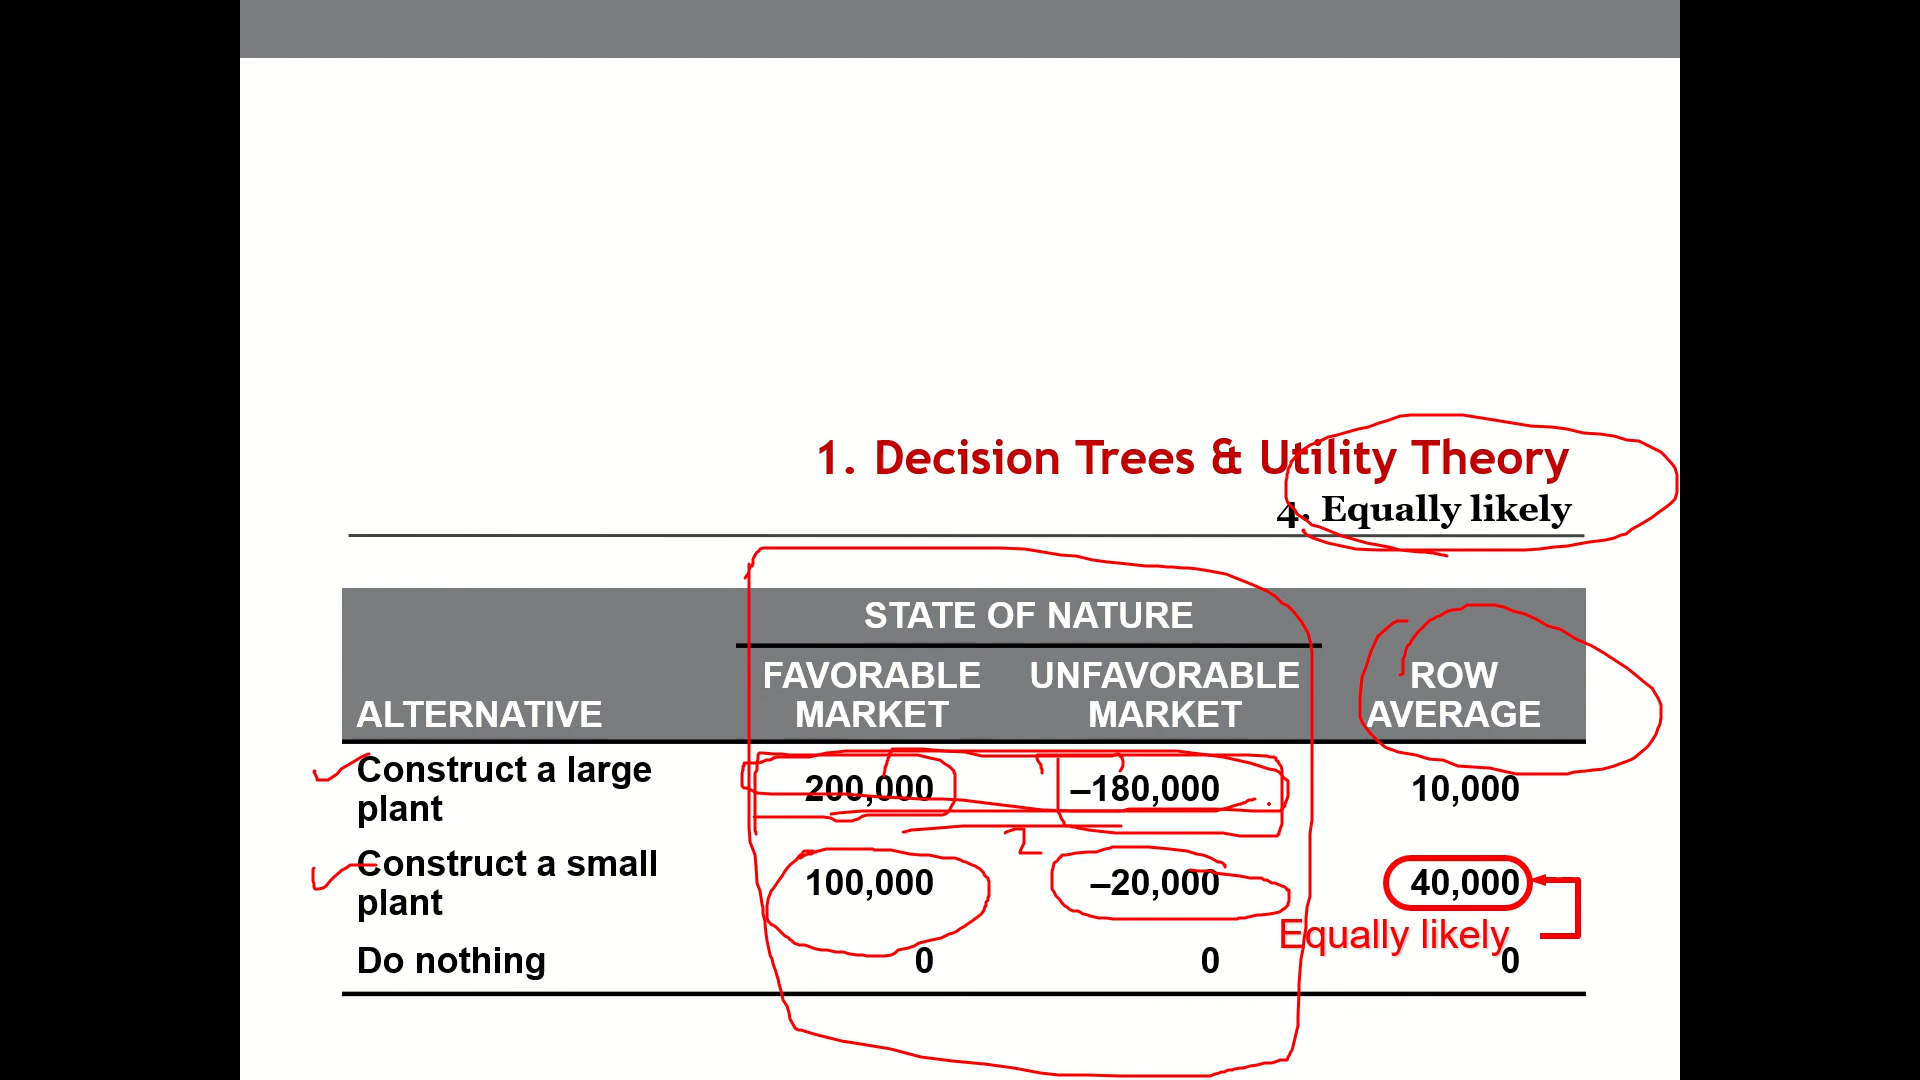 1. Decision Trees & Utility Theory
4. Equally likely
STATE OF NATURE
ALTERNATIVE
FAVORABLE MARKET
UNFAVORABLE MARKET
ROW AVERAGE
Construct a large plant 200,000 –180,000 10,000
Construct a small plant 100,000 –20,000 40,000
Equally likely
Do nothing 0 0 0
2